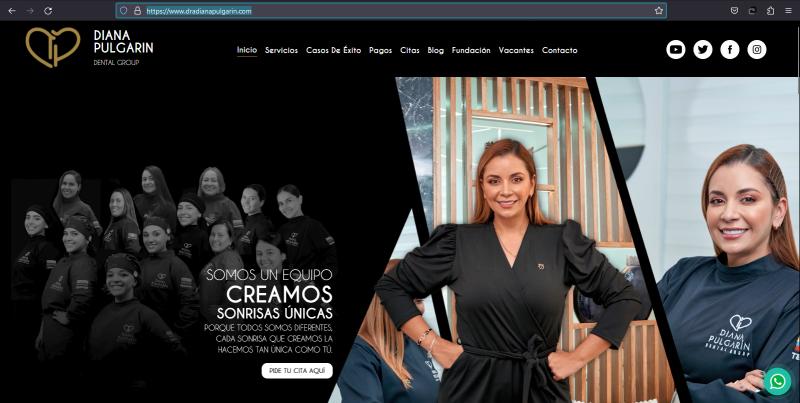 https://www.dradianapulgarin.com
DIANA
PULGARIN
DENTAL GROUP
Inicio Servicios Casos De Éxito Pagos Citas Blog Fundación Vacantes Contacto
SOMOS UN EQUIPO
CREAMOS
SONRISAS ÚNICAS
PORQUE TODOS SOMOS DIFERENTES,
CADA SONRISA QUE CREAMOS LA
HACEMOS TAN ÚNICA COMO TÚ.
PIDE TU CITA AQUÍ
DIANA
PULGARIN
DENTAL GROUP